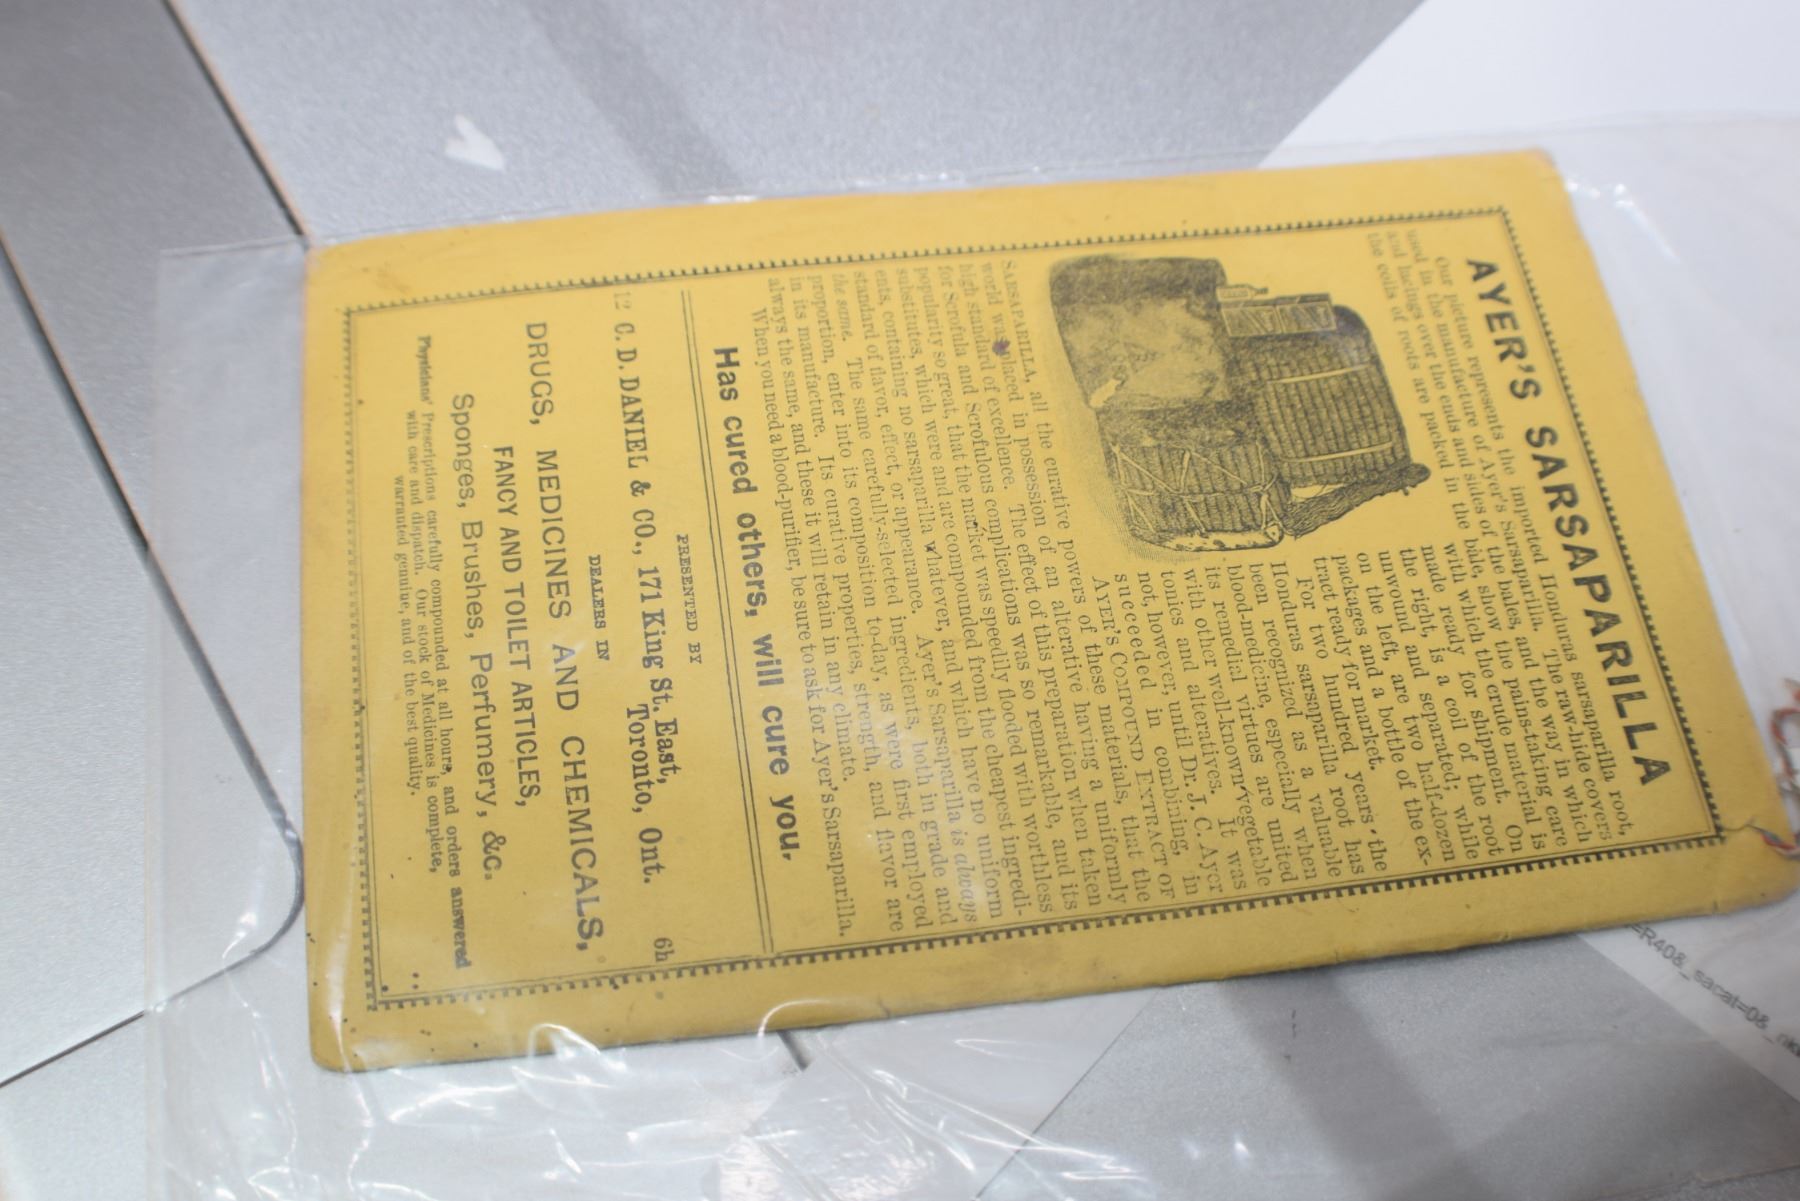 AYER'S SARSAPARILLA
Our picture represents the imported Honduras sarsaparilla root,
used in the manufacture of Ayer's Sarsaparilla. The raw-hide covers
and lacings over the ends and sides of the bales, and the way in which
the coils of roots are packed in the bale, show the pains-taking care
with which the crude material is
made ready for shipment. On
the right, is a coil of the root
unwound and separated; while
on the left, are two half-dozen
packages and a bottle of the ex-
tract ready for market.
For two hundred years the
Honduras sarsaparilla root has
been recognized as a valuable
blood-medicine, especially when
its remedial virtues are united
with other well-known vegetable
tonics and alteratives. It was
not, however, until Dr. J. C. Ayer
succeeded in combining, in
AYER'S COMPOUND EXTRACT OF
SARSAPARILLA, all the curative powers of these materials, that the
world was placed in possession of an alterative having a uniformly
high standard of excellence. The effect of this preparation when taken
for Scrofula and Scrofulous complications was so remarkable, and its
popularity so great, that the market was speedily flooded with worthless
substitutes, which were and are compounded from the cheapest ingredi-
ents, containing no sarsaparilla whatever, and which have no uniform
standard of flavor, effect, or appearance. Ayer's Sarsaparilla is always
the same. The same carefully-selected ingredients, both in grade and
proportion, enter into its composition to-day, as were first employed
in its manufacture. Its curative properties, strength, and flavor are
always the same, and these it will retain in any climate.
When you need a blood-purifier, be sure to ask for Ayer's Sarsaparilla.
Has cured others, will cure you.
PRESENTED BY
12 C. D. DANIEL & CO., 171 King St. East, 6h
Toronto, Ont.
DEALERS IN
DRUGS, MEDICINES AND CHEMICALS,
FANCY AND TOILET ARTICLES,
Sponges, Brushes, Perfumery, &c.
Physicians' Prescriptions carefully compounded at all hours, and orders answered
with care and dispatch. Our stock of Medicines is complete,
warranted genuine, and of the best quality.
=R40&_sacat=0&_nkw